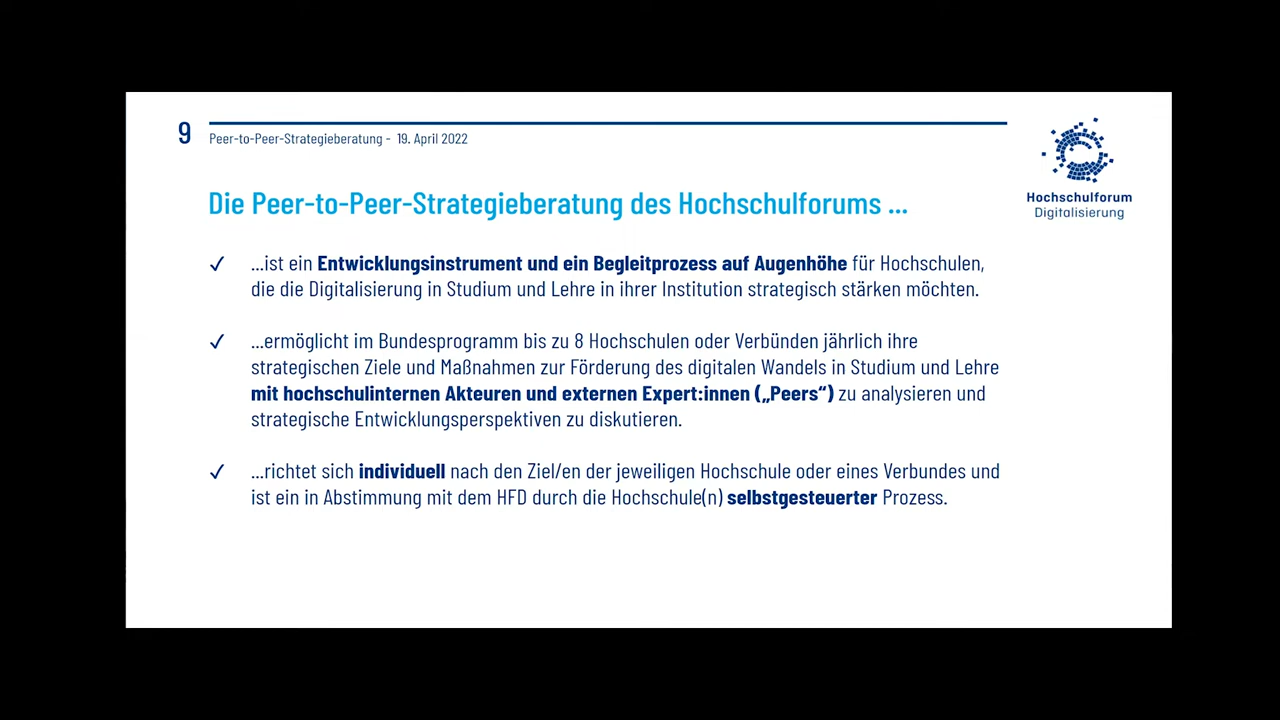 9
Peer-to-Peer-Strategieberatung - 19. April 2022
Hochschulforum
Digitalisierung
Die Peer-to-Peer-Strategieberatung des Hochschulforums ...
✓ ...ist ein Entwicklungsinstrument und ein Begleitprozess auf Augenhöhe für Hochschulen,
die die Digitalisierung in Studium und Lehre in ihrer Institution strategisch stärken möchten.
✓ ...ermöglicht im Bundesprogramm bis zu 8 Hochschulen oder Verbünden jährlich ihre
strategischen Ziele und Maßnahmen zur Förderung des digitalen Wandels in Studium und Lehre
mit hochschulinternen Akteuren und externen Expert:innen („Peers“) zu analysieren und
strategische Entwicklungsperspektiven zu diskutieren.
✓ ...richtet sich individuell nach den Ziel/en der jeweiligen Hochschule oder eines Verbundes und
ist ein in Abstimmung mit dem HFD durch die Hochschule(n) selbstgesteuerter Prozess.